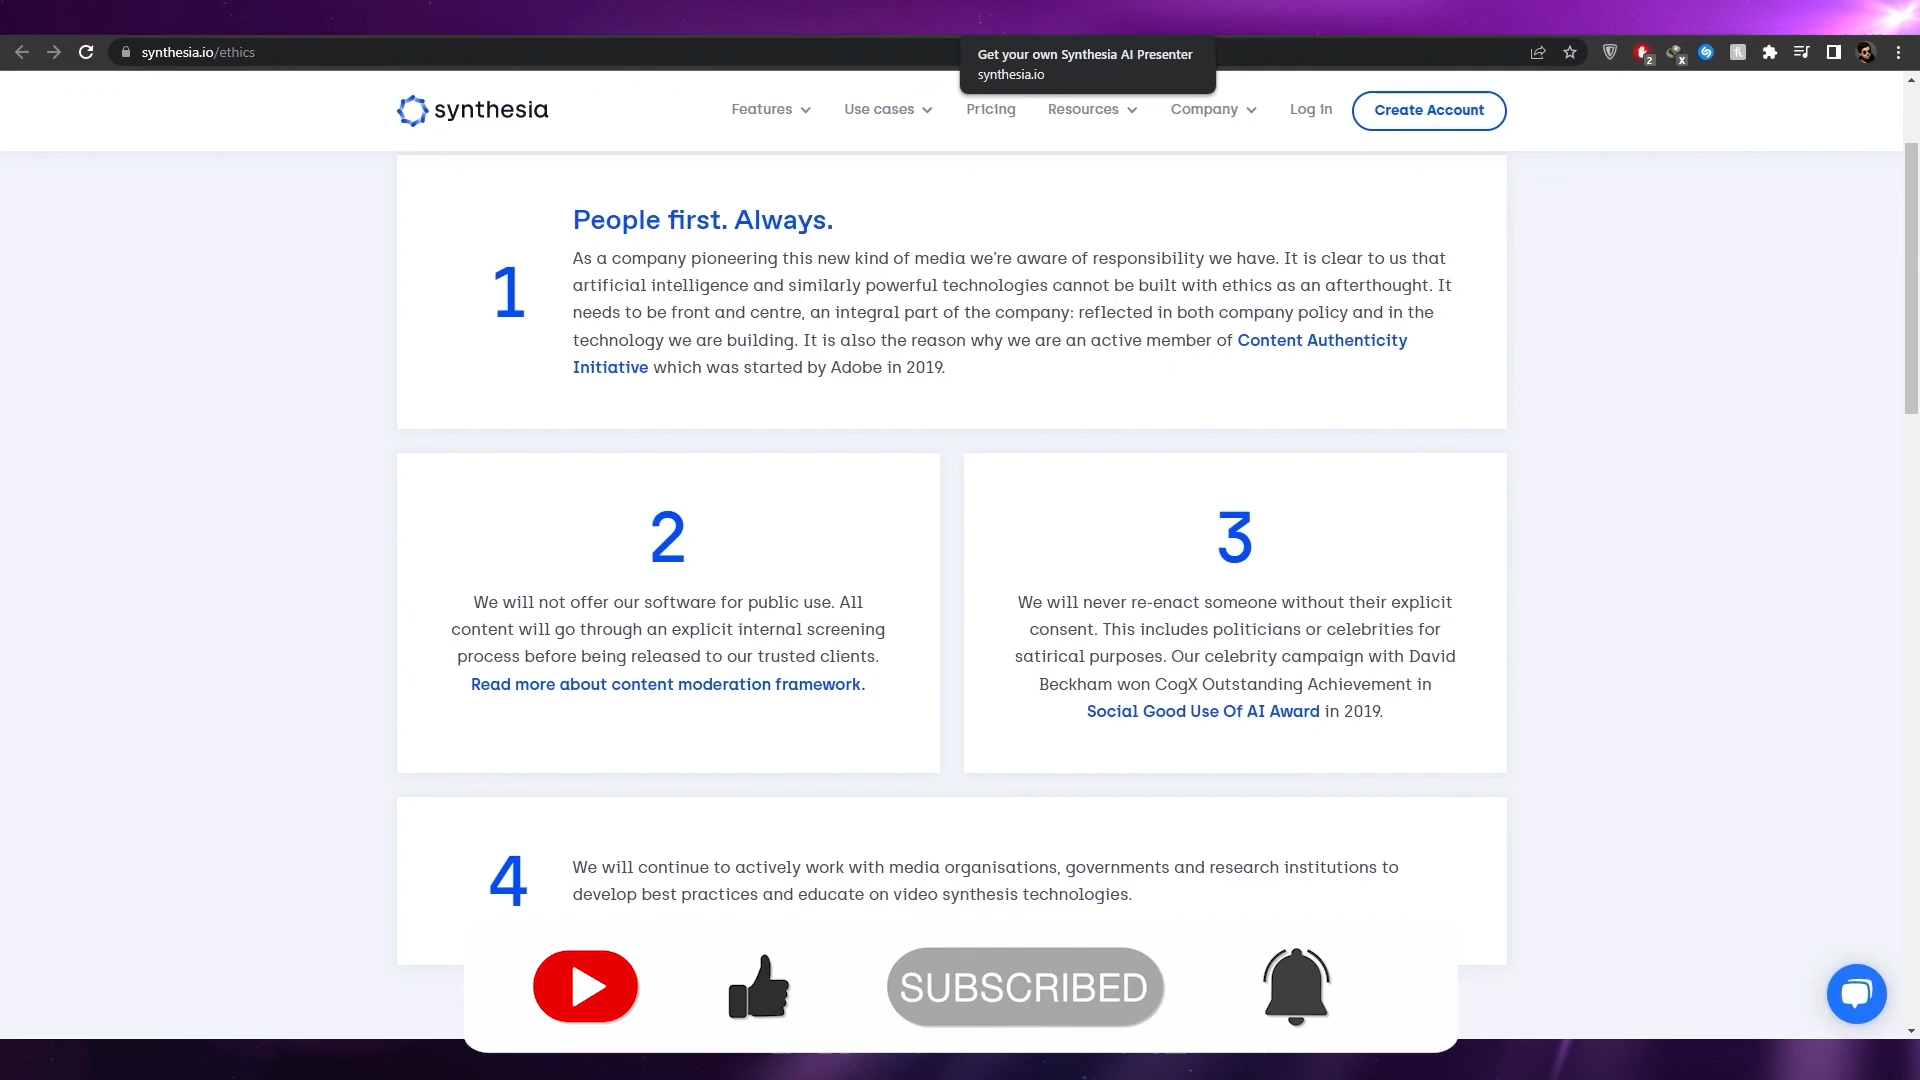 Get your own Synthesia AI Presenter
synthesia.io
synthesia.io/ethics
2
x
synthesia
Features
Use cases
Pricing
Resources
Company
Log in
Create Account
1
People first. Always.
As a company pioneering this new kind of media we're aware of responsibility we have. It is clear to us that
artificial intelligence and similarly powerful technologies cannot be built with ethics as an afterthought. It
needs to be front and centre, an integral part of the company: reflected in both company policy and in the
technology we are building. It is also the reason why we are an active member of Content Authenticity
Initiative which was started by Adobe in 2019.
2
We will not offer our software for public use. All
content will go through an explicit internal screening
process before being released to our trusted clients.
Read more about content moderation framework.
3
We will never re-enact someone without their explicit
consent. This includes politicians or celebrities for
satirical purposes. Our celebrity campaign with David
Beckham won CogX Outstanding Achievement in
Social Good Use Of AI Award in 2019.
4
We will continue to actively work with media organisations, governments and research institutions to
develop best practices and educate on video synthesis technologies.
SUBSCRIBED